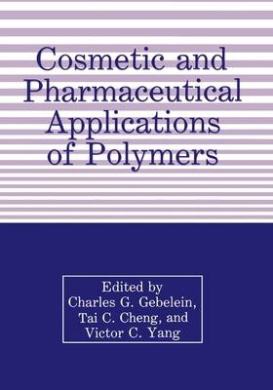 Cosmetic and
Pharmaceutical
Applications
of Polymers
Edited by
Charles G. Gebelein,
Tai C. Cheng, and
Victor C. Yang